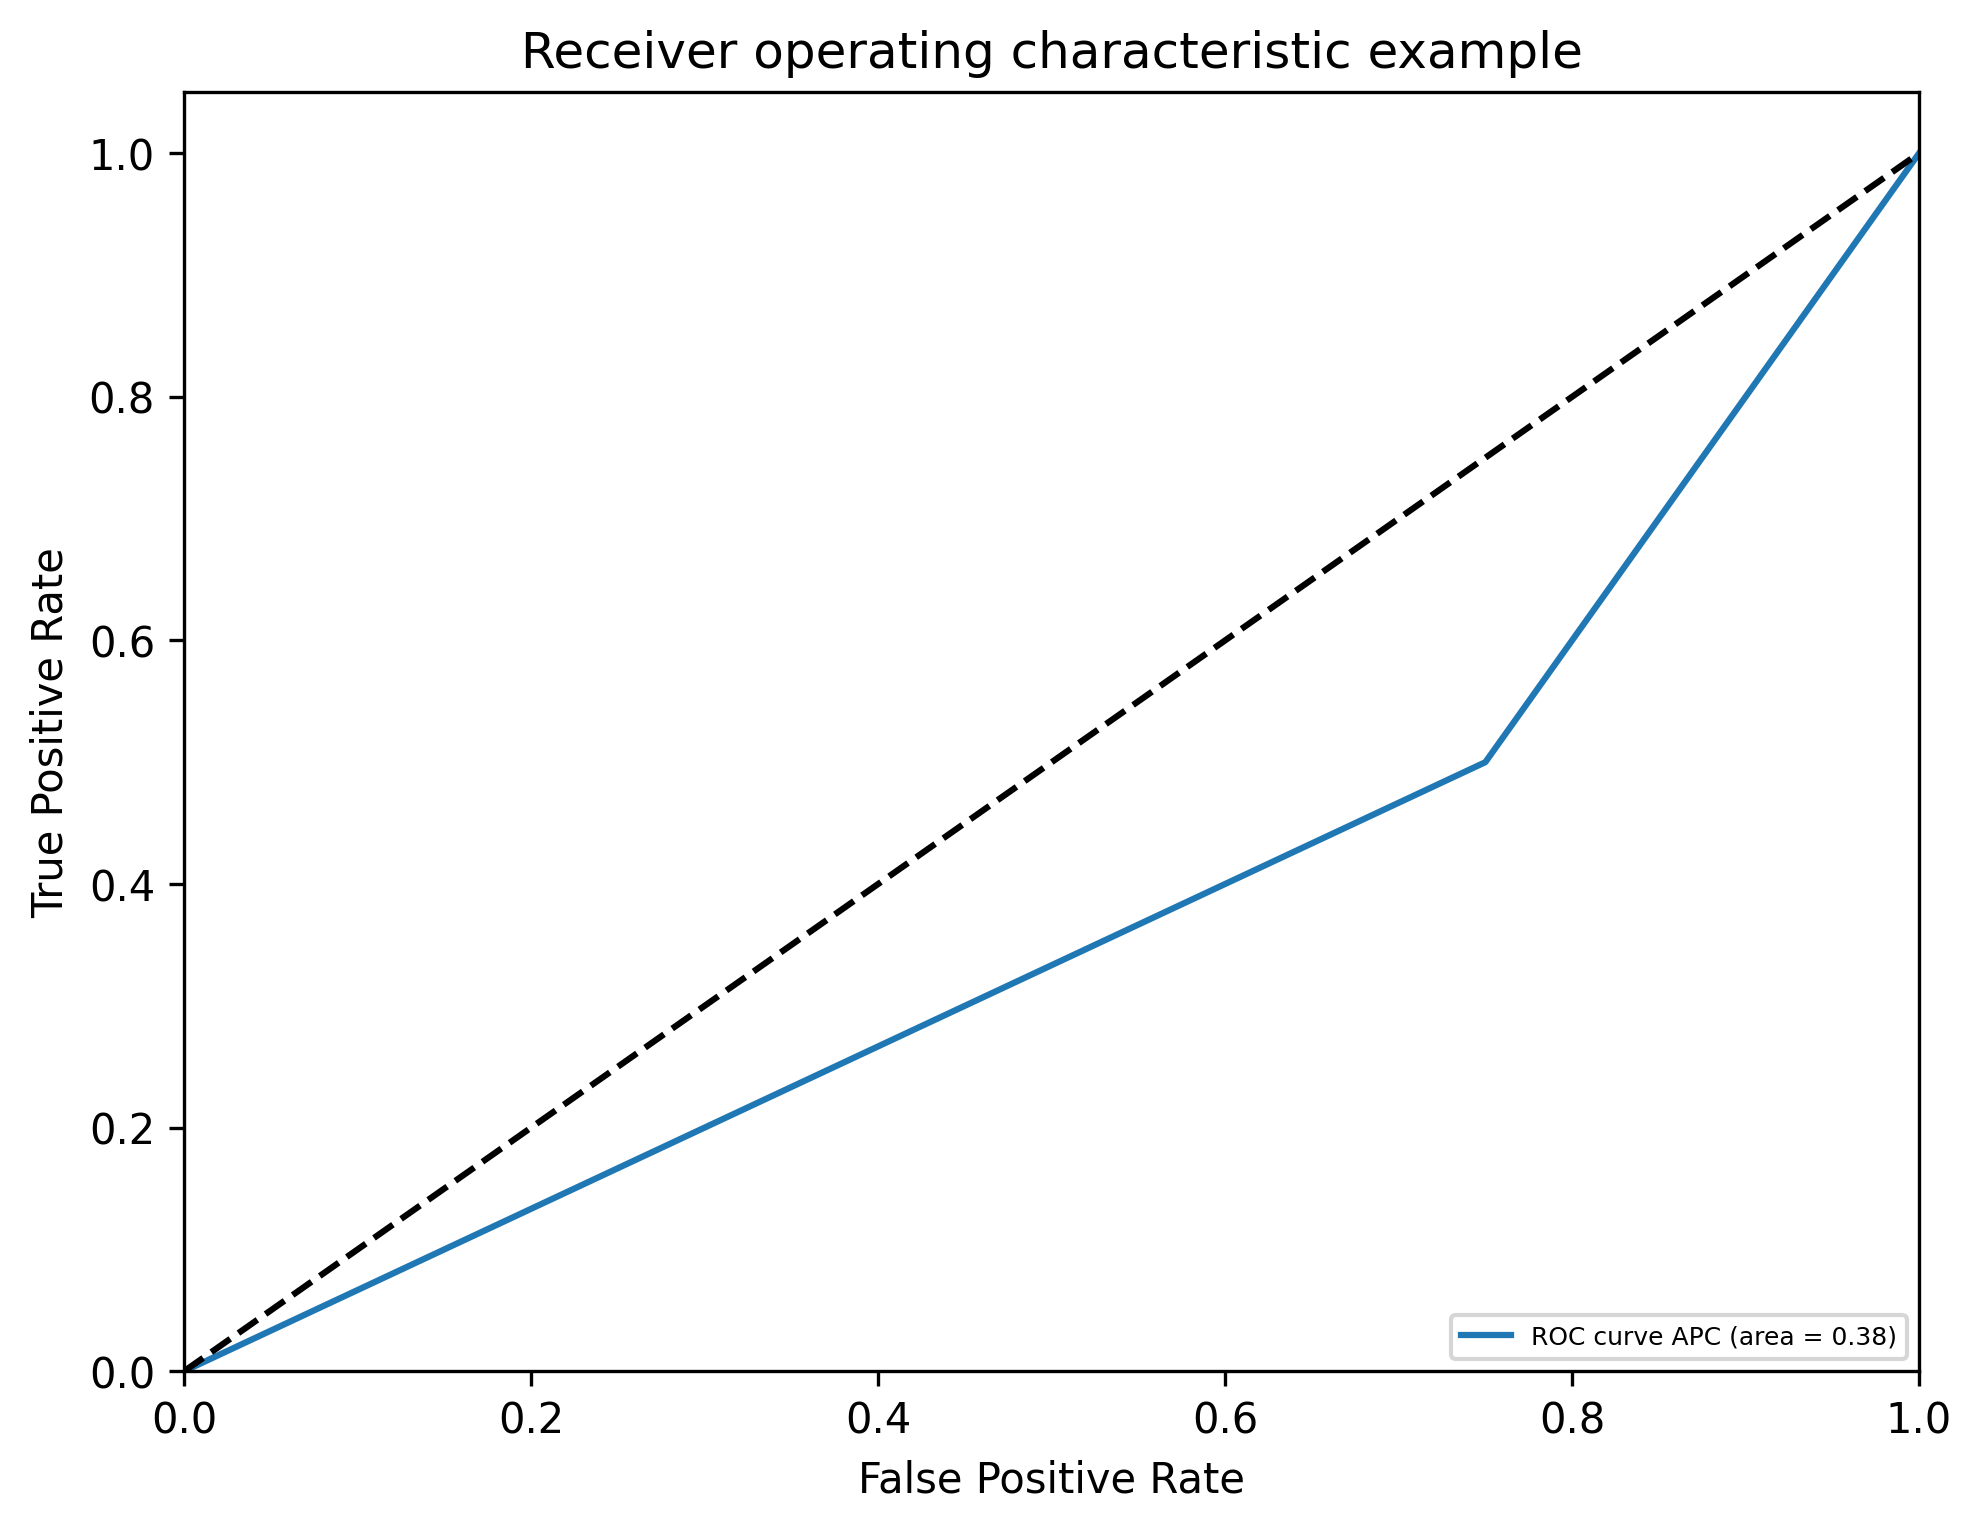 Receiver operating characteristic example
1.0
0.8
0.6
0.4
0.2
0.0
True Positive Rate
ROC curve APC (area = 0.38)
0.0 0.2 0.4 0.6 0.8 1.0
False Positive Rate